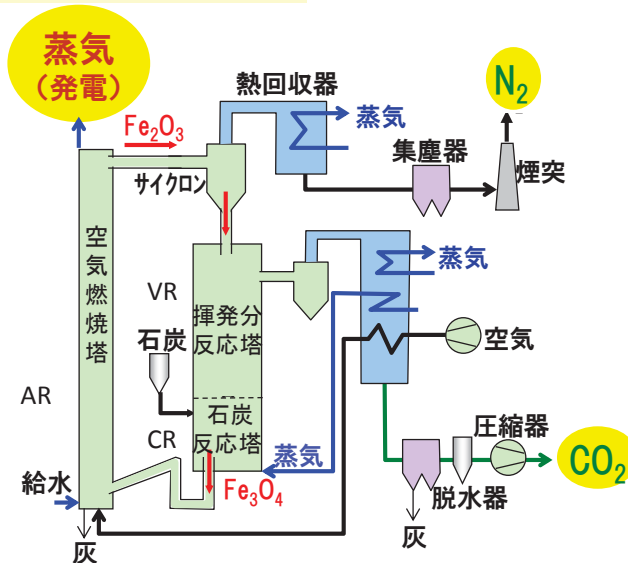 蒸気
（発電）
Fe₂O₃
熱回収器
蒸気
N₂
集塵器
煙突
サイクロン
空気燃焼塔
VR
揮発分
反応塔
蒸気
石炭
空気
AR
石炭
反応塔
CR
圧縮器
蒸気
CO₂
給水
Fe₃O₄
脱水器
灰
灰